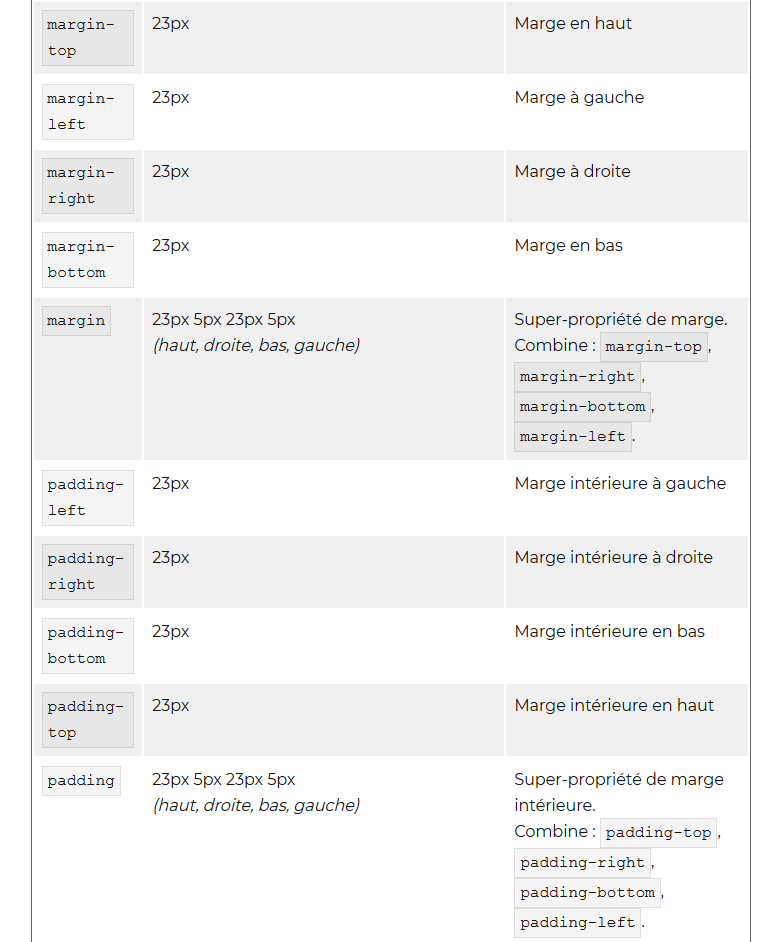 margin- 23px Marge en haut
top
margin- 23px Marge à gauche
left
margin- 23px Marge à droite
right
margin- 23px Marge en bas
bottom
margin 23px 5px 23px 5px Super-propriété de marge.
(haut, droite, bas, gauche) Combine : margin-top,
margin-right,
margin-bottom,
margin-left.
padding- 23px Marge intérieure à gauche
left
padding- 23px Marge intérieure à droite
right
padding- 23px Marge intérieure en bas
bottom
padding- 23px Marge intérieure en haut
top
padding 23px 5px 23px 5px Super-propriété de marge
(haut, droite, bas, gauche) intérieure.
Combine : padding-top,
padding-right,
padding-bottom,
padding-left.